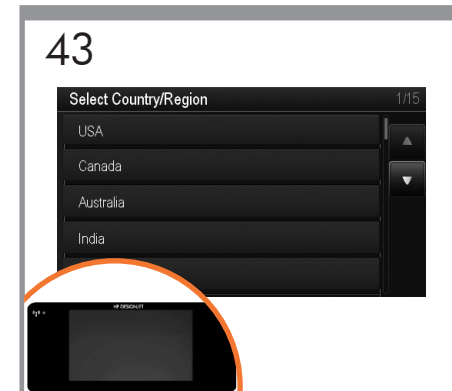 43
Select Country/Region 1/15
USA
Canada
Australia
India
HP DESIGNJET